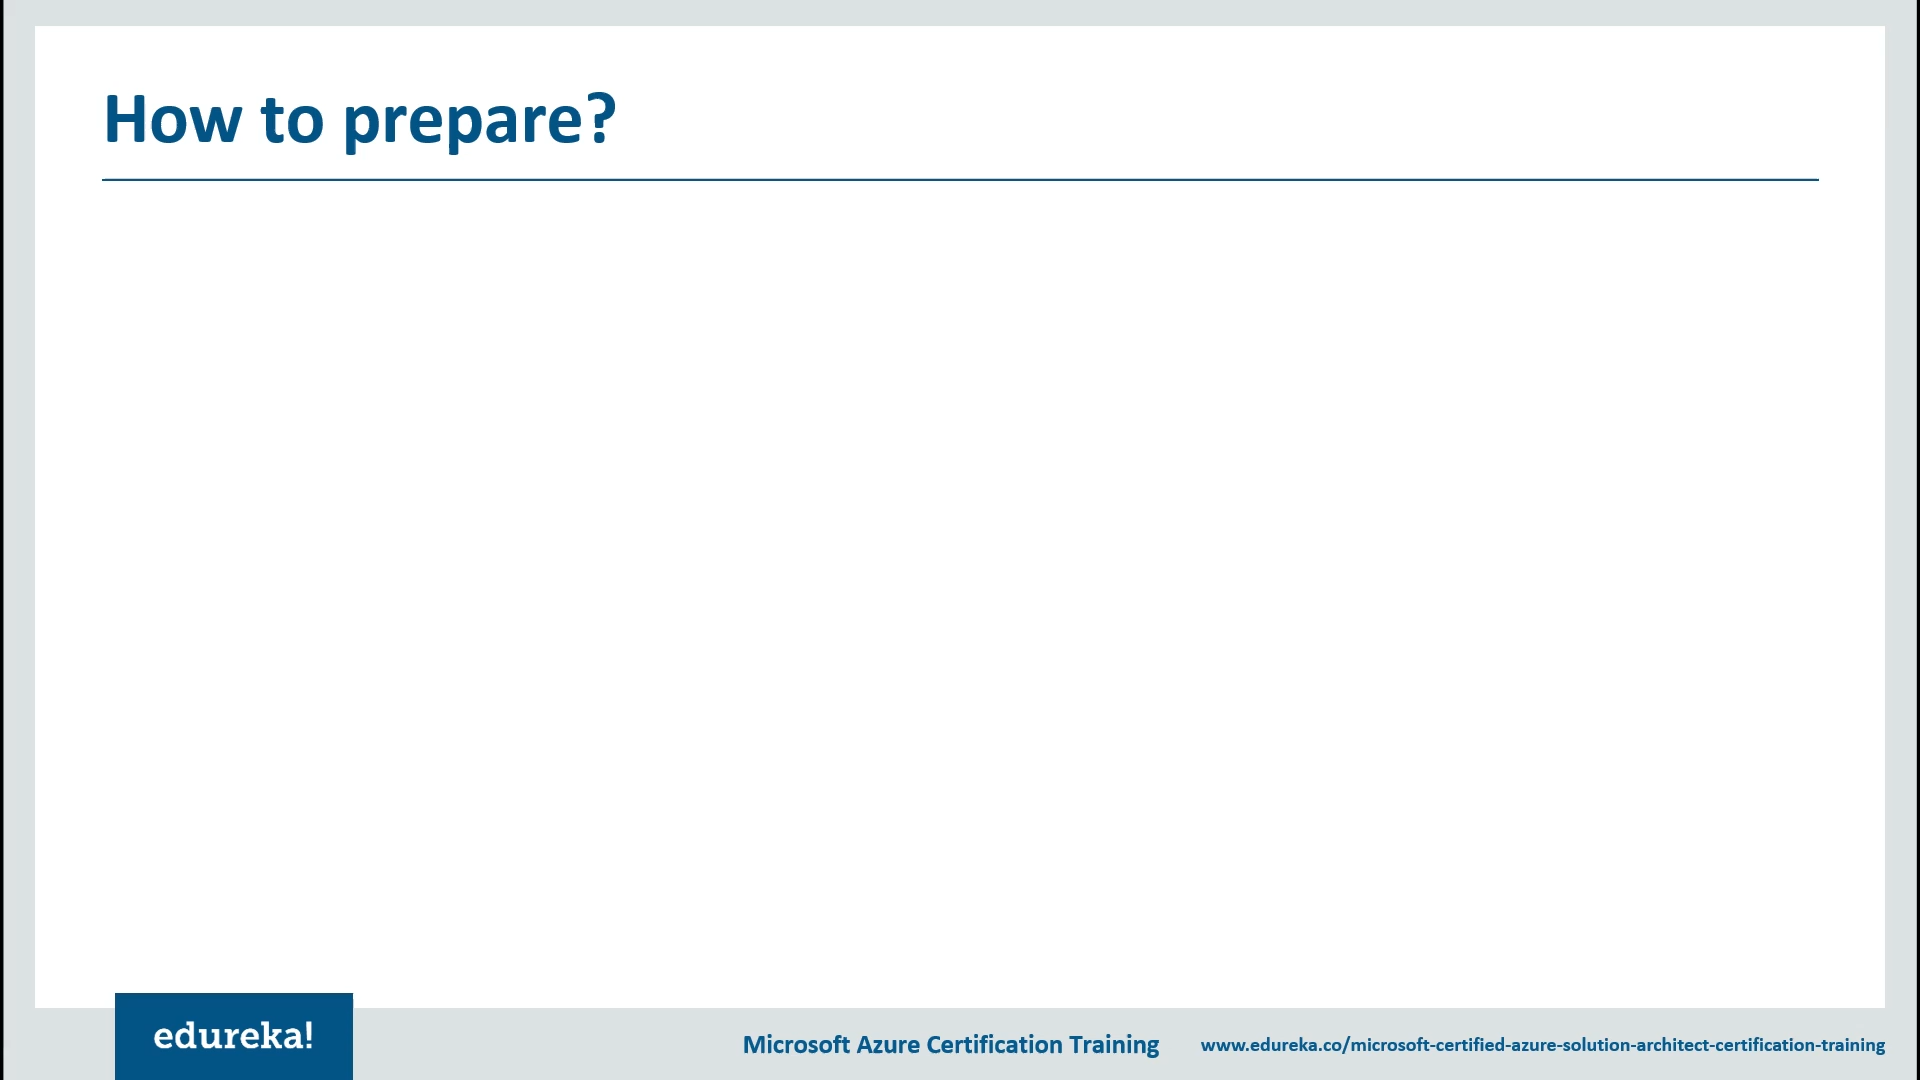 How to prepare?
edureka!
Microsoft Azure Certification Training
www.edureka.co/microsoft-certified-azure-solution-architect-certification-training